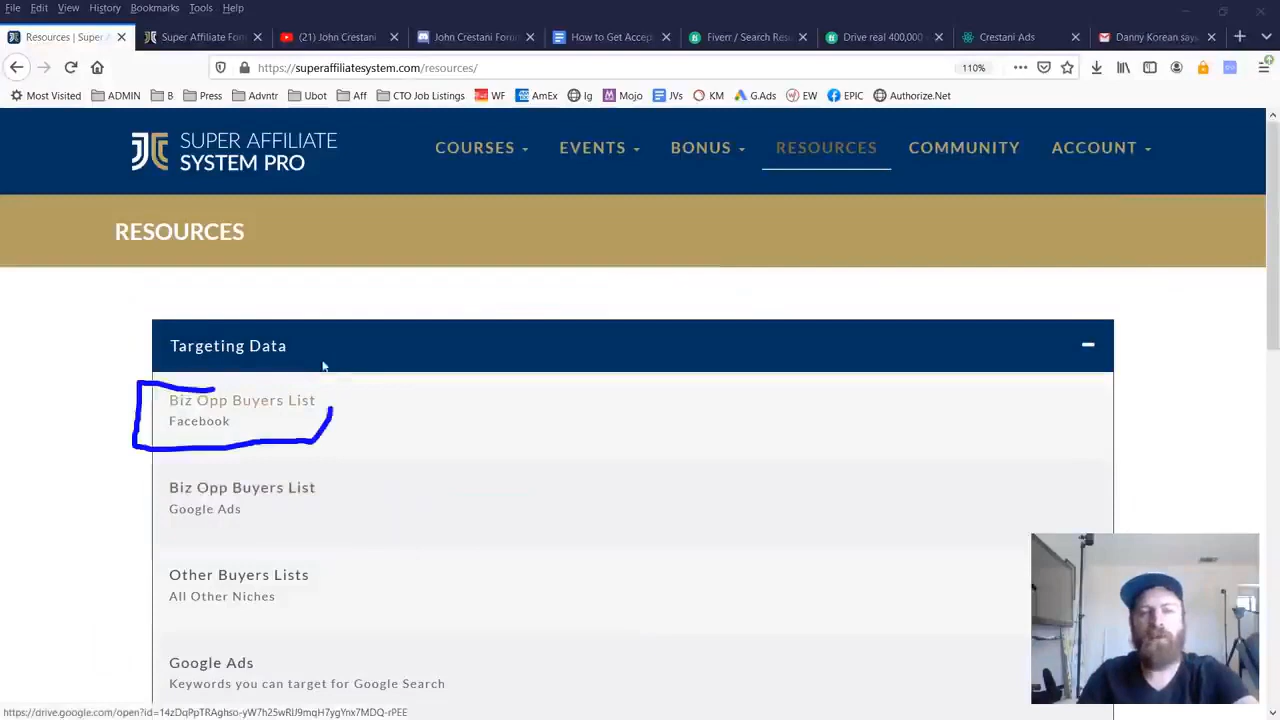 File Edit View History Bookmarks Tools Help
Resources | Super A
Super Affiliate For
(21) John Crestani
John Crestani Foru
How to Get Accep
Fiverr / Search Res
Drive real 400,000
Crestani Ads
Danny Korean say
https://superaffiliatesystem.com/resources/
110%
Most Visited ADMIN B Press Advntr Ubot Aff CTO Job Listings WF AmEx Ig Mojo JVs KM G.Ads EW EPIC Authorize.Net
SUPER AFFILIATE
SYSTEM PRO
COURSES EVENTS BONUS RESOURCES COMMUNITY ACCOUNT
RESOURCES
Targeting Data
Biz Opp Buyers List
Facebook
Biz Opp Buyers List
Google Ads
Other Buyers Lists
All Other Niches
Google Ads
Keywords you can target for Google Search